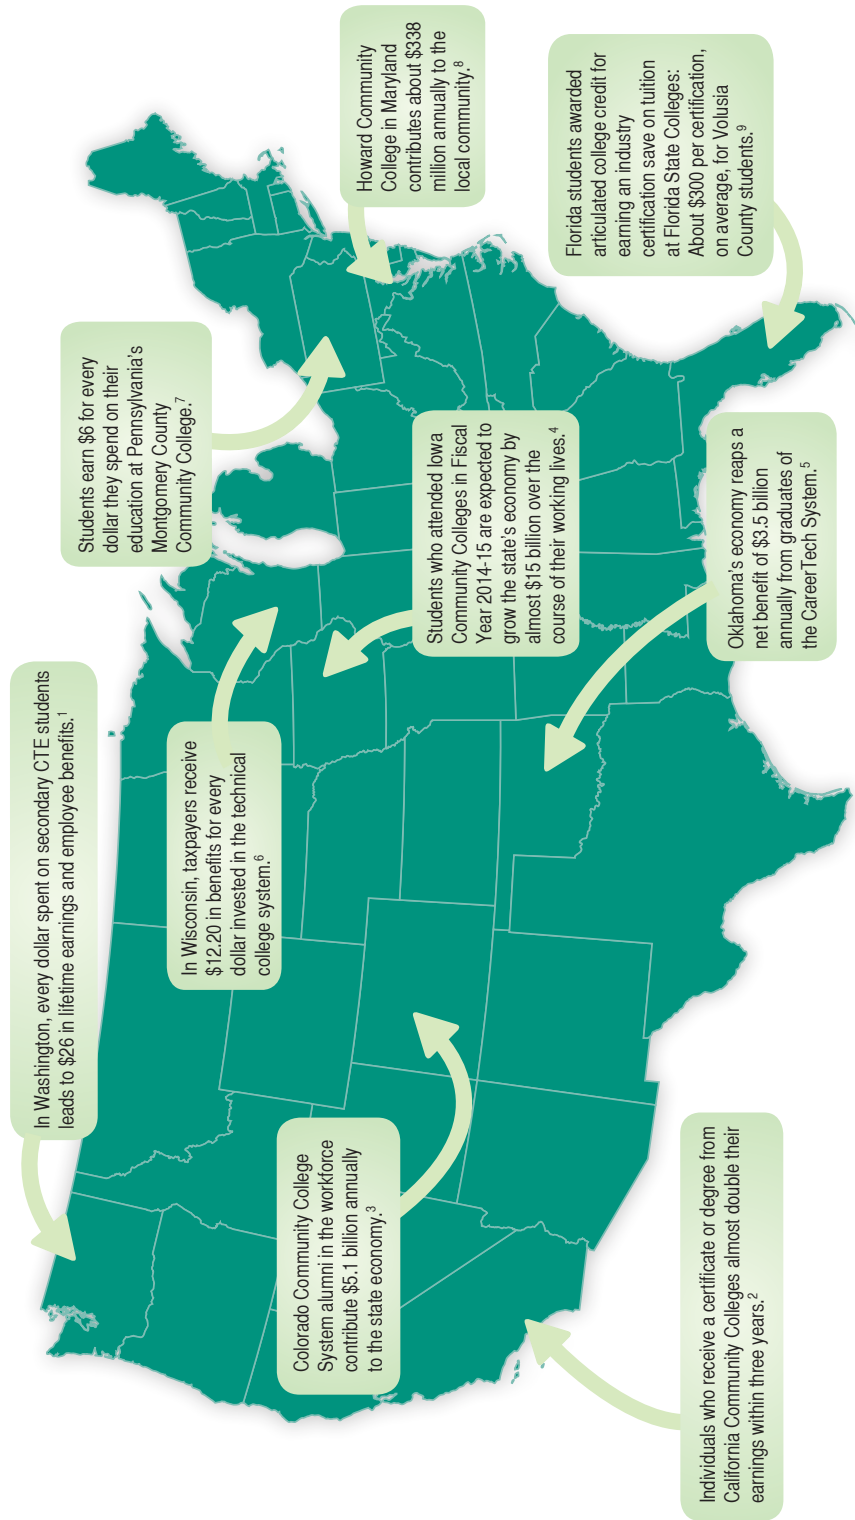 In Washington, every dollar spent on secondary CTE students
leads to $26 in lifetime earnings and employee benefits.1
Individuals who receive a certificate or degree from
California Community Colleges almost double their
earnings within three years.2
Colorado Community College
System alumni in the workforce
contribute $5.1 billion annually
to the state economy.3
Students who attended Iowa
Community Colleges in Fiscal
Year 2014-15 are expected to
grow the state's economy by
almost $15 billion over the
course of their working lives.4
Oklahoma's economy reaps a
net benefit of $3.5 billion
annually from graduates of
the CareerTech System.5
In Wisconsin, taxpayers receive
$12.20 in benefits for every
dollar invested in the technical
college system.6
Students earn $6 for every
dollar they spend on their
education at Pennsylvania's
Montgomery County
Community College.7
Howard Community
College in Maryland
contributes about $338
million annually to the
local community.8
Florida students awarded
articulated college credit for
earning an industry
certification save on tuition
at Florida State Colleges:
About $300 per certification,
on average, for Volusia
County students.9